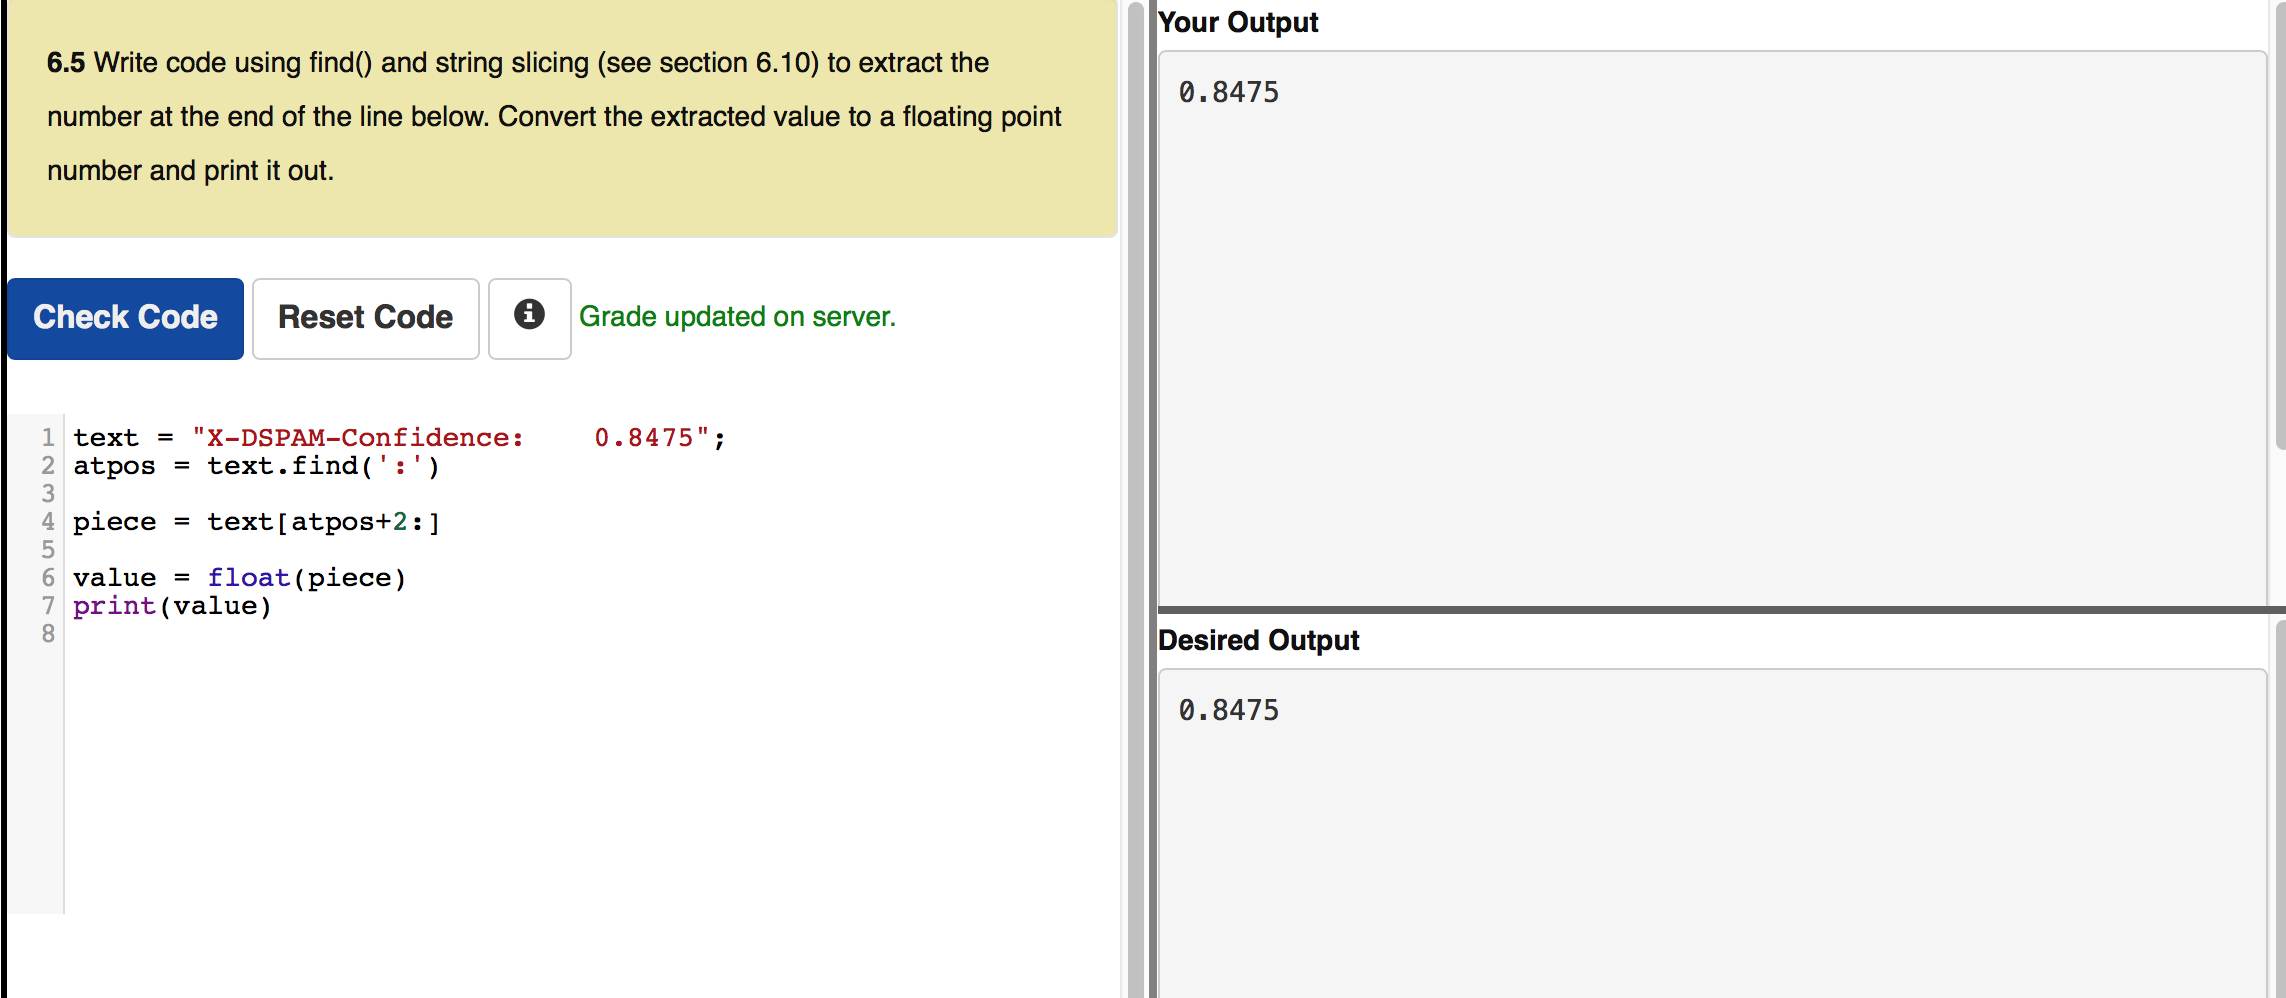 6.5 Write code using find() and string slicing (see section 6.10) to extract the
number at the end of the line below. Convert the extracted value to a floating point
number and print it out.
Check Code
Reset Code
Grade updated on server.
1 text = "X-DSPAM-Confidence:    0.8475";
2 atpos = text.find(':')
3
4 piece = text[atpos+2:]
5
6 value = float(piece)
7 print(value)
8
Your Output
0.8475
Desired Output
0.8475